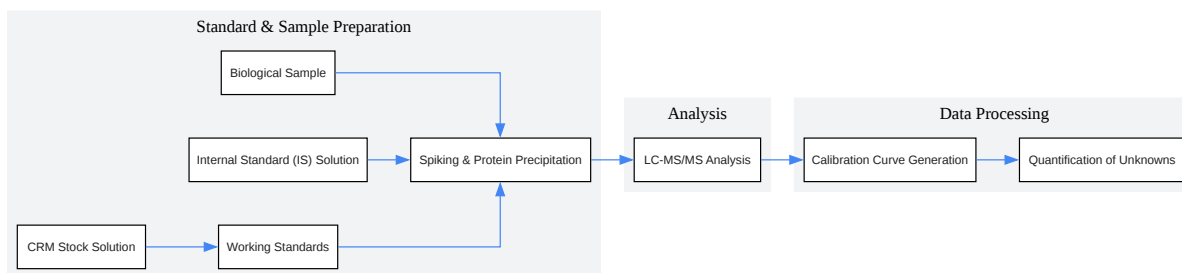 Standard & Sample Preparation
Biological Sample
Internal Standard (IS) Solution
Spiking & Protein Precipitation
CRM Stock Solution
Working Standards
Analysis
LC-MS/MS Analysis
Data Processing
Calibration Curve Generation
Quantification of Unknowns